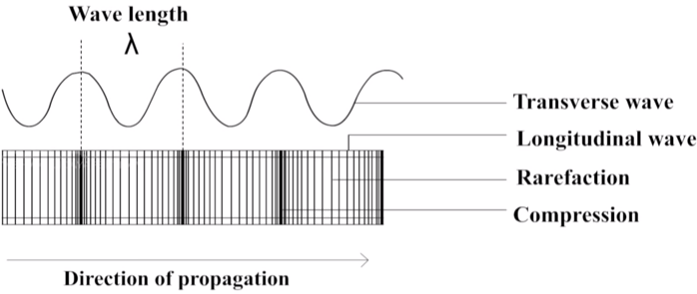 Wave length
λ
Transverse wave
Longitudinal wave
Rarefaction
Compression
Direction of propagation